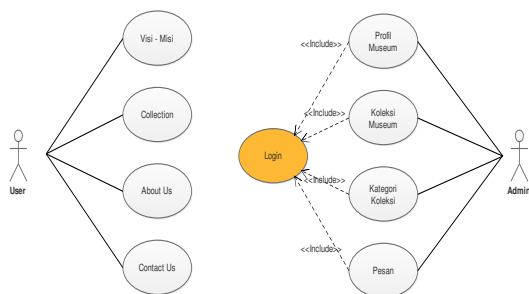 Visi - Misi
Collection
About Us
Contact Us
User
Login
<<Include>>
<<Include>>
<<Include>>
<<Include>>
Profil
Museum
Koleksi
Museum
Kategori
Koleksi
Pesan
Admin